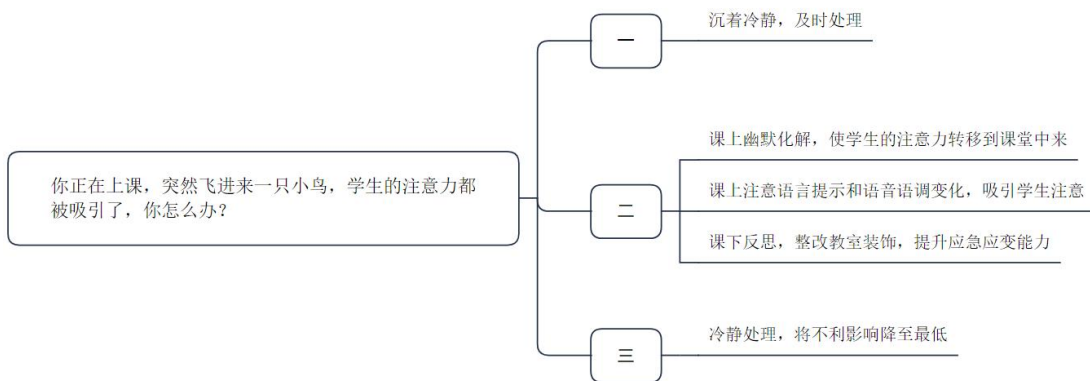 你正在上课，突然飞进来一只小鸟，学生的注意力都
被吸引了，你怎么办？
一
沉着冷静，及时处理
二
课上幽默化解，使学生的注意力转移到课堂中来
课上注意语言提示和语音语调变化，吸引学生注意
课下反思，整改教室装饰，提升应急应变能力
三
冷静处理，将不利影响降至最低